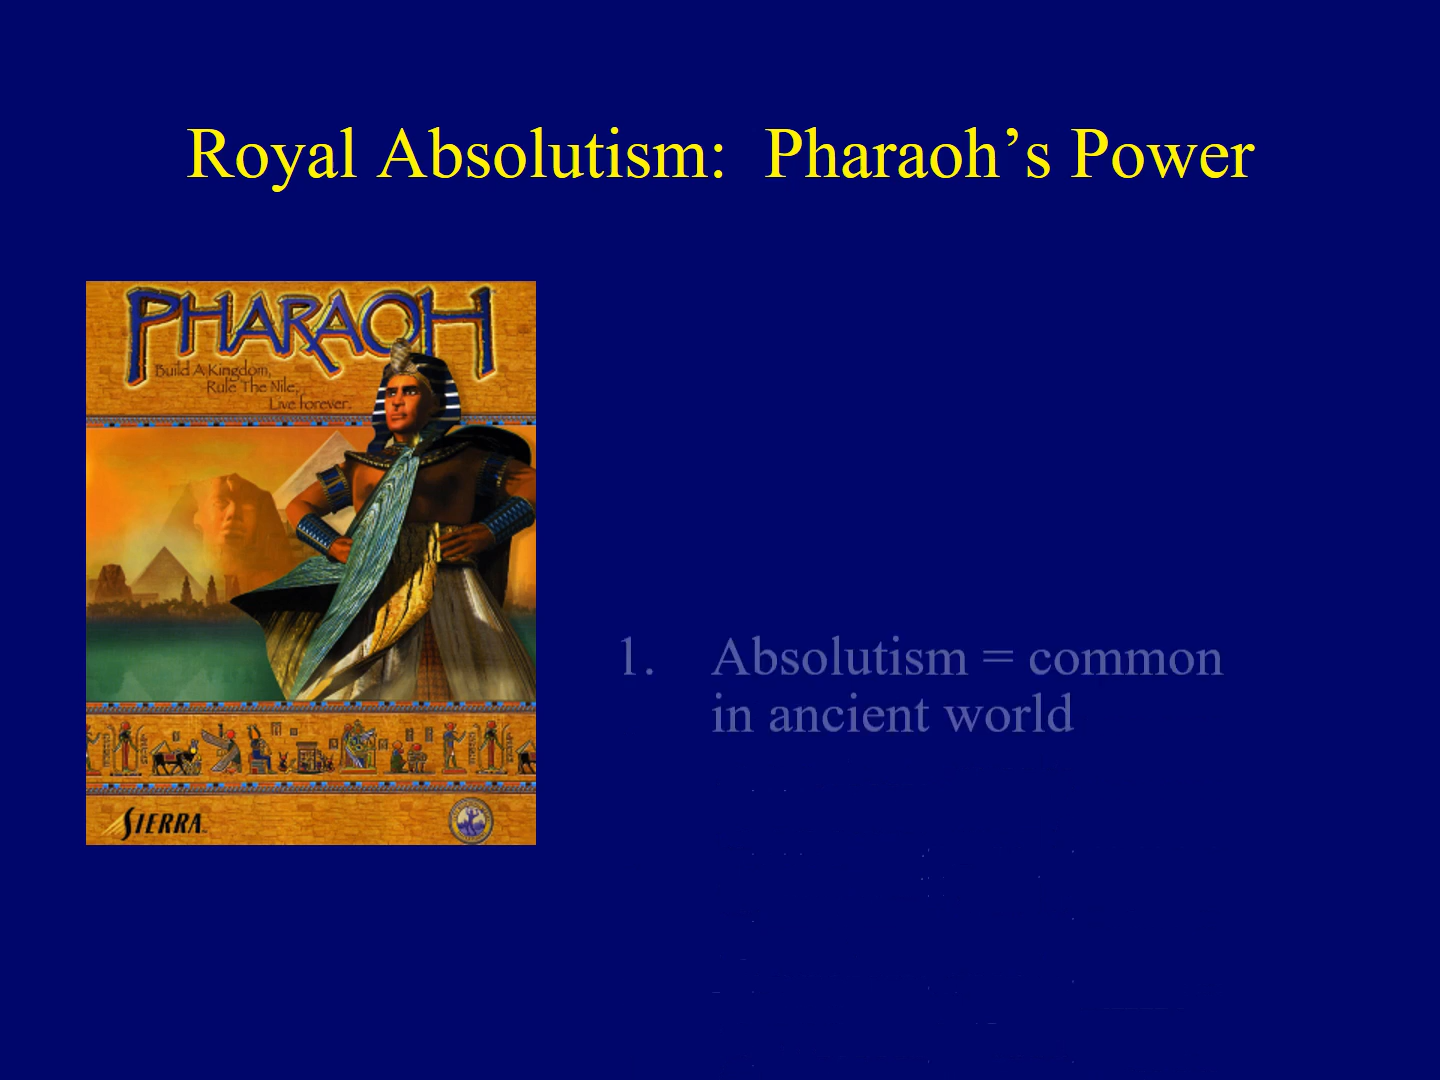 Royal Absolutism: Pharaoh’s Power
PHARAOH
Build A Kingdom,
Rule The Nile,
Live Forever.
SIERRA
1. Absolutism = common
in ancient world